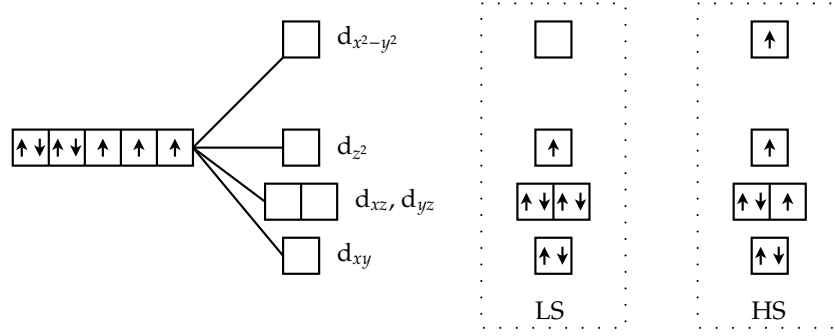 d_{x²−y²}
d_{z²}
d_{xz}, d_{yz}
d_{xy}
LS
HS